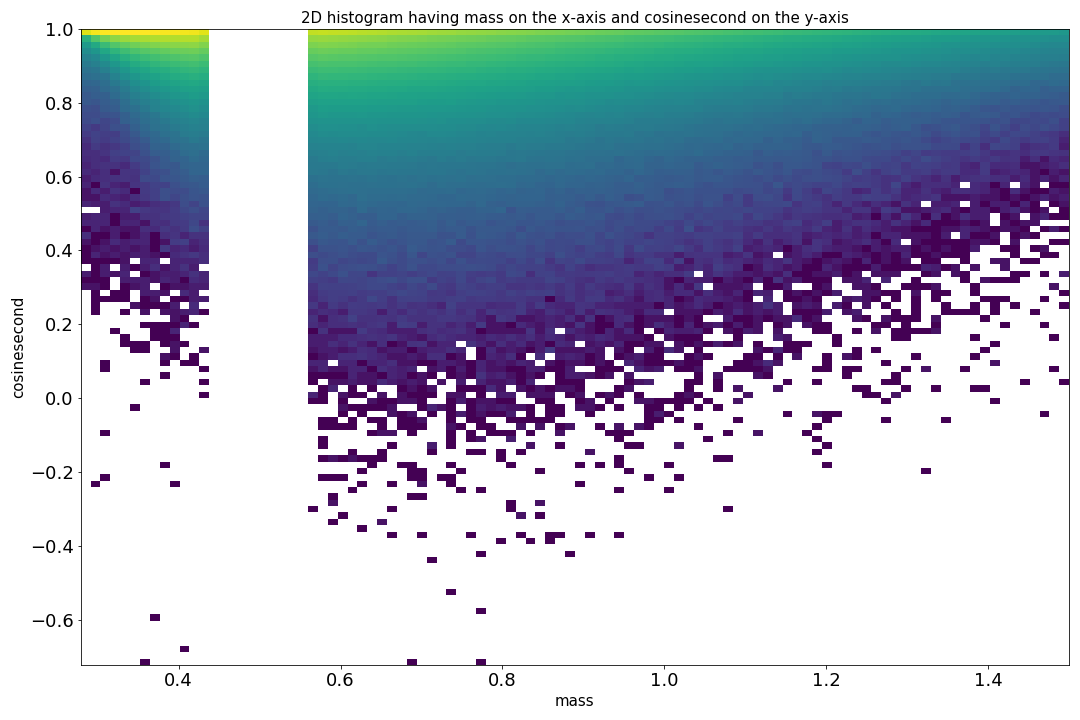 2D histogram having mass on the x-axis and cosinesecond on the y-axis
1.0
0.8
0.6
0.4
0.2
0.0
−0.2
−0.4
−0.6
cosinesecond
0.4 0.6 0.8 1.0 1.2 1.4
mass